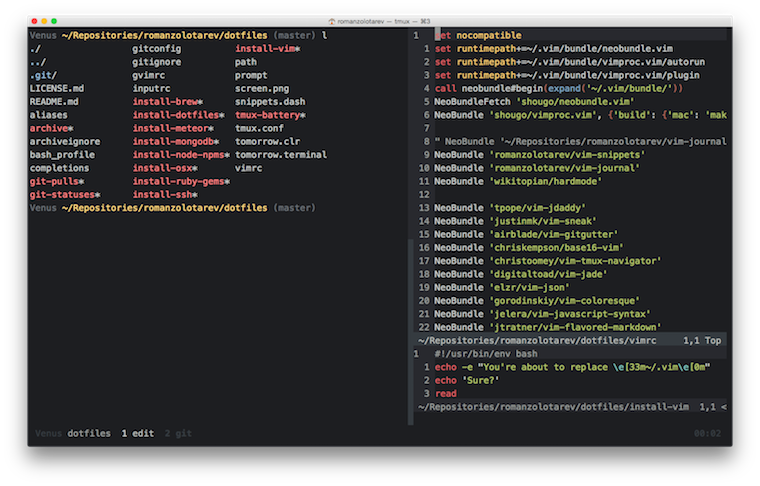 romanzolotarev — tmux — ⌘3
Venus ~/Repositories/romanzolotarev/dotfiles (master) l
./ gitconfig install-vim*
../ gitignore path
.git/ gvimrc prompt
LICENSE.md inputrc screen.png
README.md install-brew* snippets.dash
aliases install-dotfiles* tmux-battery*
archive* install-meteor* tmux.conf
archiveignore install-mongodb* tomorrow.clr
bash_profile install-node-npms* tomorrow.terminal
completions install-osx* vimrc
git-pulls* install-ruby-gems*
git-statuses* install-ssh*
Venus ~/Repositories/romanzolotarev/dotfiles (master)
1 set nocompatible
1 set runtimepath+=~/.vim/bundle/neobundle.vim
2 set runtimepath+=~/.vim/bundle/vimproc.vim/autorun
3 set runtimepath+=~/.vim/bundle/vimproc.vim/plugin
4 call neobundle#begin(expand('~/.vim/bundle/'))
5 NeoBundleFetch 'shougo/neobundle.vim'
6 NeoBundle 'shougo/vimproc.vim', {'build': {'mac': 'mak
7
8 " NeoBundle '~/Repositories/romanzolotarev/vim-journal
9 NeoBundle 'romanzolotarev/vim-snippets'
10 NeoBundle 'romanzolotarev/vim-journal'
11 NeoBundle 'wikitopian/hardmode'
12
13 NeoBundle 'tpope/vim-jdaddy'
14 NeoBundle 'justinmk/vim-sneak'
15 NeoBundle 'airblade/vim-gitgutter'
16 NeoBundle 'chriskempson/base16-vim'
17 NeoBundle 'christoomey/vim-tmux-navigator'
18 NeoBundle 'digitaltoad/vim-jade'
19 NeoBundle 'elzr/vim-json'
20 NeoBundle 'gorodinskiy/vim-coloresque'
21 NeoBundle 'jelera/vim-javascript-syntax'
22 NeoBundle 'jtratner/vim-flavored-markdown'
~/Repositories/romanzolotarev/dotfiles/vimrc 1,1 Top
1 #!/usr/bin/env bash
1 echo -e "You're about to replace \e[33m~/.vim\e[0m"
2 echo 'Sure?'
3 read
~/Repositories/romanzolotarev/dotfiles/install-vim 1,1 <
Venus dotfiles 1 edit 2 git 00:02